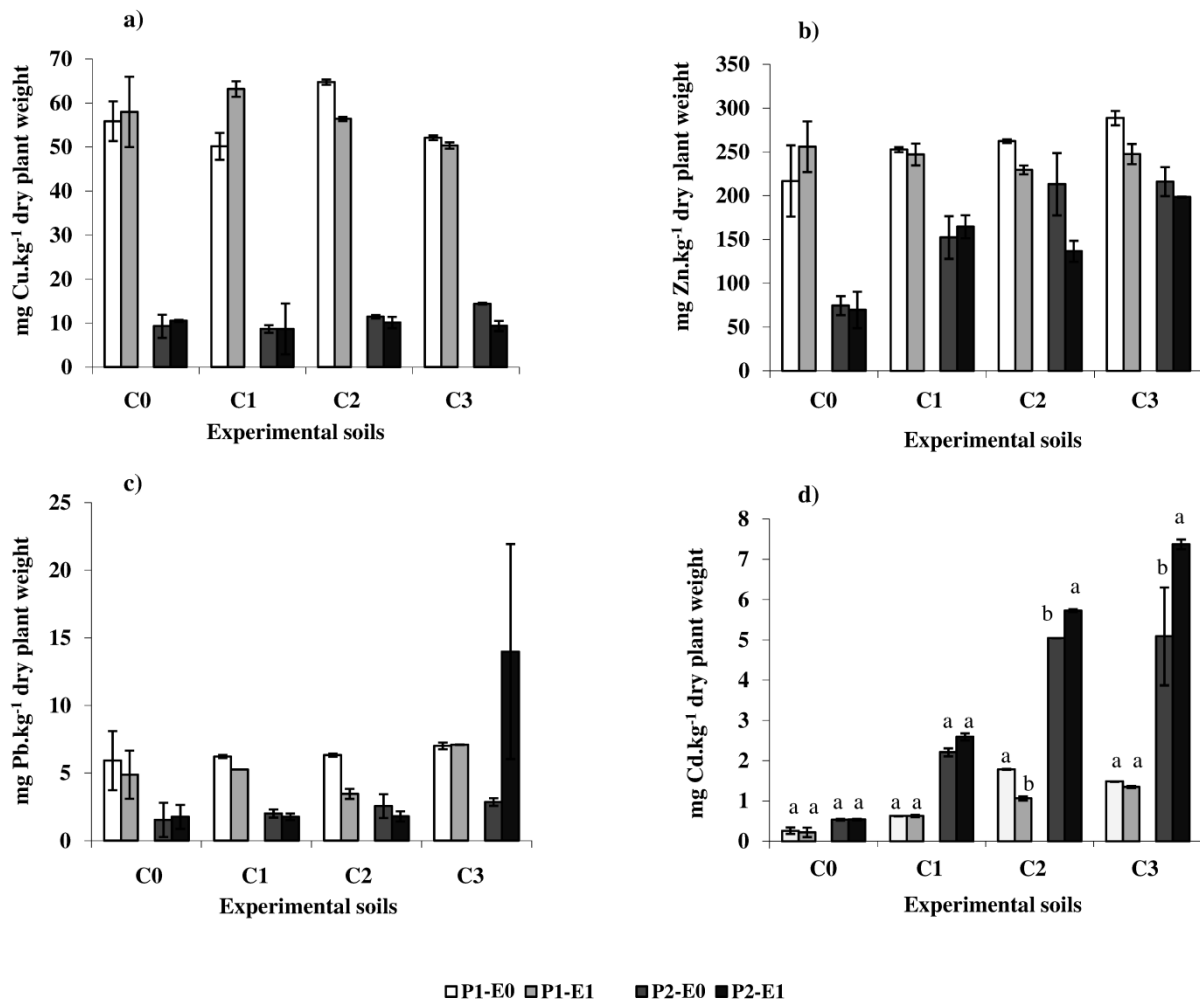 a)
mg Cu.kg⁻¹ dry plant weight
70
60
50
40
30
20
10
0
C0 C1 C2 C3
Experimental soils
b)
mg Zn.kg⁻¹ dry plant weight
350
300
250
200
150
100
50
0
C0 C1 C2 C3
Experimental soils
c)
mg Pb.kg⁻¹ dry plant weight
25
20
15
10
5
0
C0 C1 C2 C3
Experimental soils
d)
mg Cd.kg⁻¹ dry plant weight
8
7
6
5
4
3
2
1
0
a a a a
a a a a
a b b a
a a b a
C0 C1 C2 C3
Experimental soils
P1-E0 P1-E1 P2-E0 P2-E1